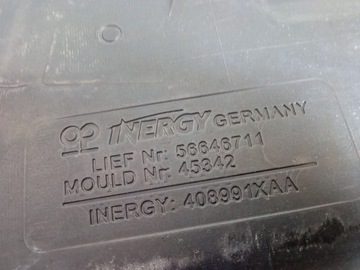 INERGY GERMANY
LIEF Nr: 56646711
MOULD Nr: 45342
INERGY: 408991XAA